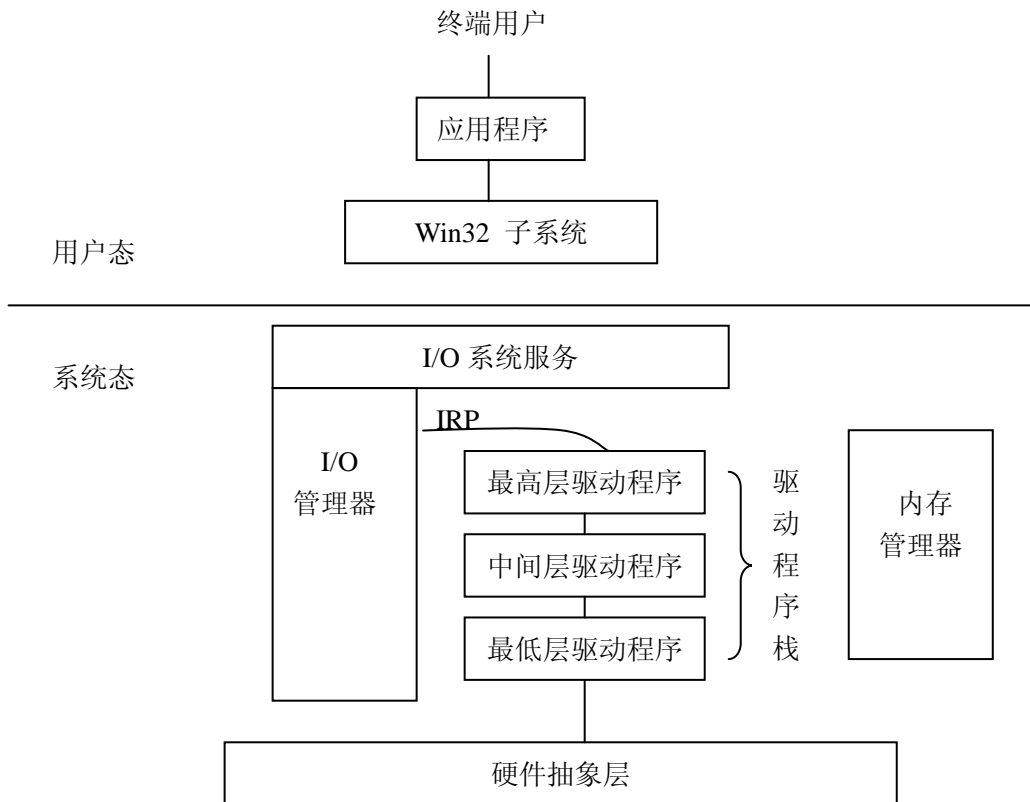 终端用户
应用程序
Win32 子系统
用户态
I/O 系统服务
系统态
IRP
I/O
管理器
最高层驱动程序
中间层驱动程序
最低层驱动程序
驱
动
程
序
栈
内存
管理器
硬件抽象层